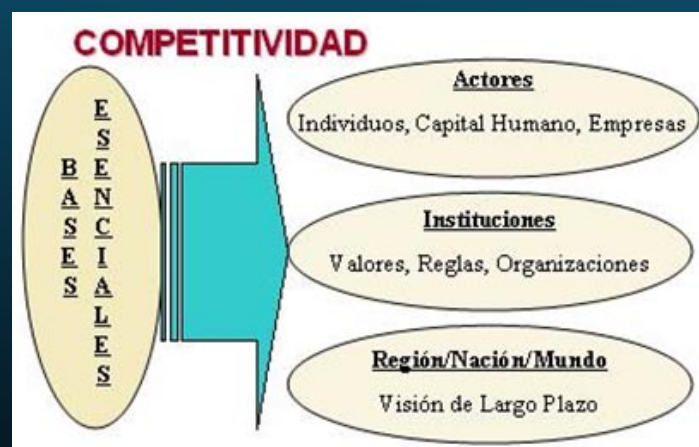 COMPETITIVIDAD
BASES
ESENCIALES
Actores
Individuos, Capital Humano, Empresas
Instituciones
Valores, Reglas, Organizaciones
Región/Nación/Mundo
Visión de Largo Plazo